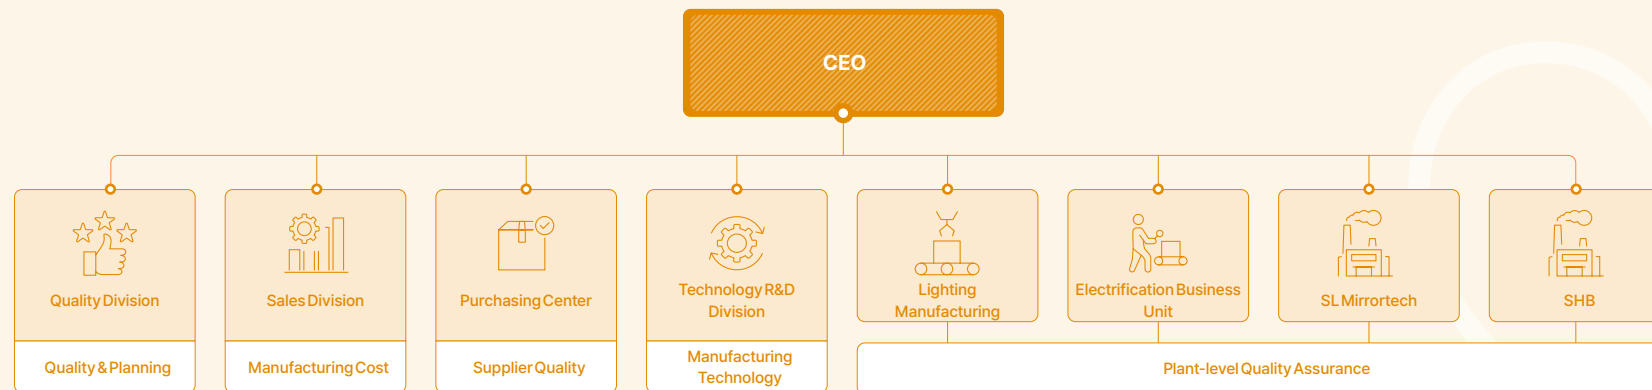 CEO
Quality Division
Sales Division
Purchasing Center
Technology R&D
Division
Lighting
Manufacturing
Electrification Business
Unit
SL Mirrortech
SHB
Quality & Planning
Manufacturing Cost
Supplier Quality
Manufacturing
Technology
Plant-level Quality Assurance